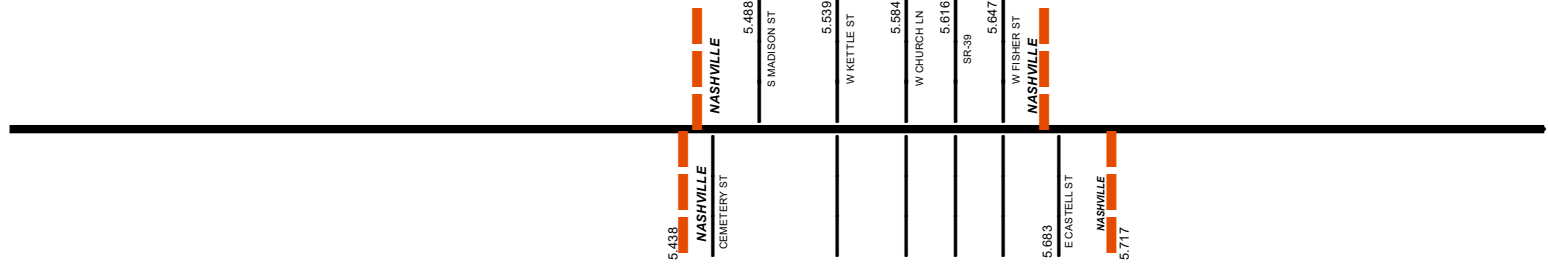 NASHVILLE
5.488
S MADISON ST
5.539
W KETTLE ST
5.584
W CHURCH LN
5.616
SR-39
5.647
W FISHER ST
NASHVILLE
5.438
NASHVILLE
CEMETERY ST
5.683
E CASTELL ST
NASHVILLE
5.717